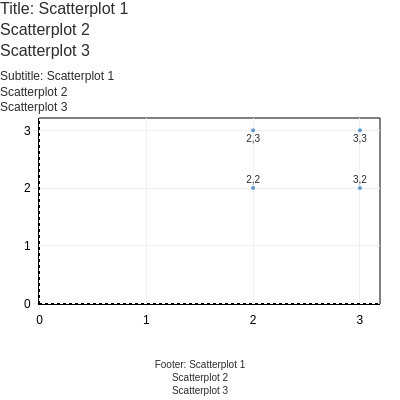 Title: Scatterplot 1
Scatterplot 2
Scatterplot 3
Subtitle: Scatterplot 1
Scatterplot 2
Scatterplot 3
3
2,3
3,3
2,2
3,2
2
1
0
0 1 2 3
Footer: Scatterplot 1
Scatterplot 2
Scatterplot 3